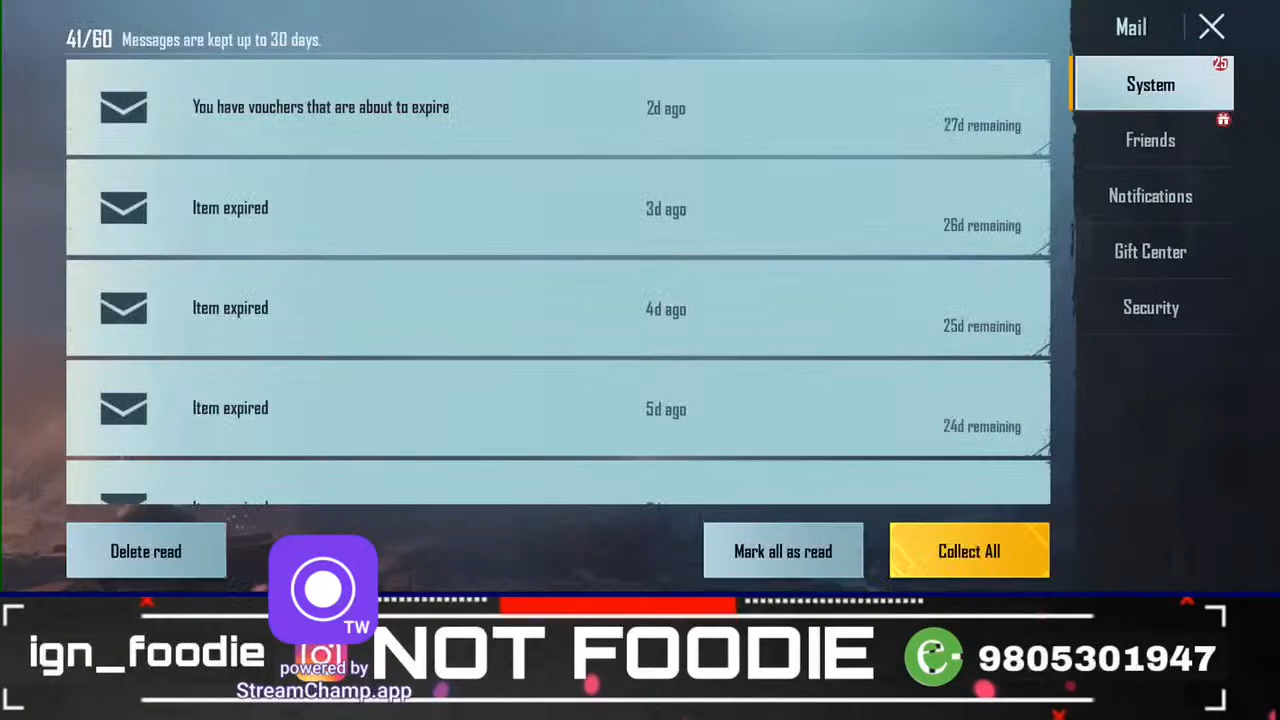 41/60 Messages are kept up to 30 days.
Mail
You have vouchers that are about to expire
2d ago
27d remaining
Item expired
3d ago
26d remaining
Item expired
4d ago
25d remaining
Item expired
5d ago
24d remaining
System
25
Friends
Notifications
Gift Center
Security
Delete read
Mark all as read
Collect All
TW
powered by
StreamChamp.app
ign_foodie
NOT FOODIE
9805301947